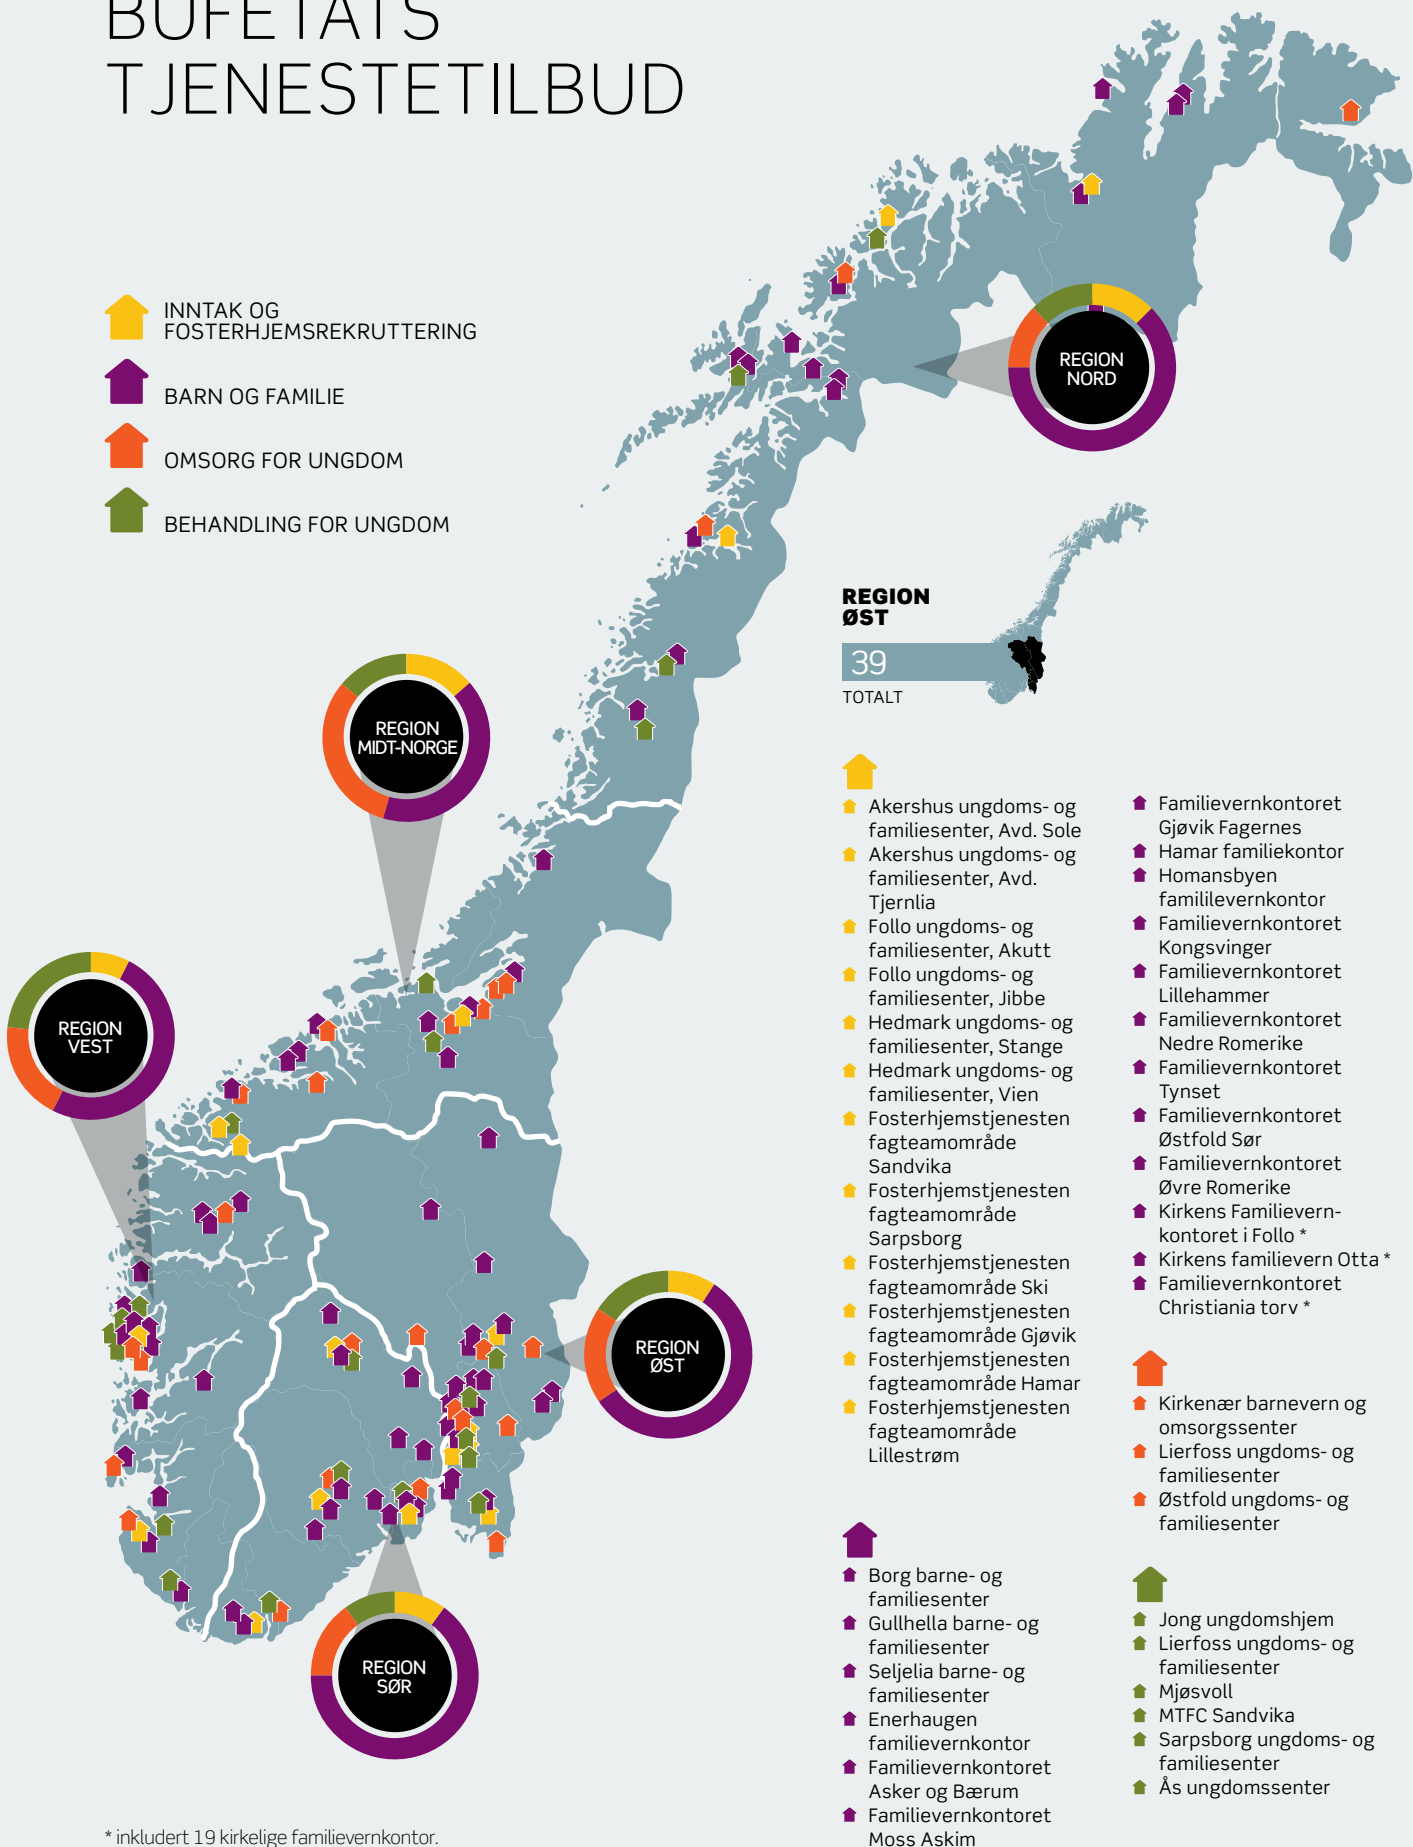 BUFETATS
TJENESTETILBUD
INNTAK OG
FOSTERHJEMSREKRUTTERING
BARN OG FAMILIE
OMSORG FOR UNGDOM
BEHANDLING FOR UNGDOM
REGION
NORD
REGION
MIDT-NORGE
REGION
VEST
REGION
ØST
REGION
SØR
REGION
ØST
39
TOTALT
Akershus ungdoms- og
familiesenter, Avd. Sole
Akershus ungdoms- og
familiesenter, Avd.
Tjernlia
Follo ungdoms- og
familiesenter, Akutt
Follo ungdoms- og
familiesenter, Jibbe
Hedmark ungdoms- og
familiesenter, Stange
Hedmark ungdoms- og
familiesenter, Vien
Fosterhjemstjenesten
fagteamområde
Sandvika
Fosterhjemstjenesten
fagteamområde
Sarpsborg
Fosterhjemstjenesten
fagteamområde Ski
Fosterhjemstjenesten
fagteamområde Gjøvik
Fosterhjemstjenesten
fagteamområde Hamar
Fosterhjemstjenesten
fagteamområde
Lillestrøm
Borg barne- og
familiesenter
Gullhella barne- og
familiesenter
Seljelia barne- og
familiesenter
Enerhaugen
familievernkontor
Familievernkontoret
Asker og Bærum
Familievernkontoret
Moss Askim
Familievernkontoret
Gjøvik Fagernes
Hamar familiekontor
Homansbyen
famililevernkontor
Familievernkontoret
Kongsvinger
Familievernkontoret
Lillehammer
Familievernkontoret
Nedre Romerike
Familievernkontoret
Tynset
Familievernkontoret
Østfold Sør
Familievernkontoret
Øvre Romerike
Kirkens Familievern-
kontoret i Follo *
Kirkens familievern Otta *
Familievernkontoret
Christiania torv *
Kirkenær barnevern og
omsorgssenter
Lierfoss ungdoms- og
familiesenter
Østfold ungdoms- og
familiesenter
Jong ungdomshjem
Lierfoss ungdoms- og
familiesenter
Mjøsvoll
MTFC Sandvika
Sarpsborg ungdoms- og
familiesenter
Ås ungdomssenter
* inkludert 19 kirkelige familievernkontor.